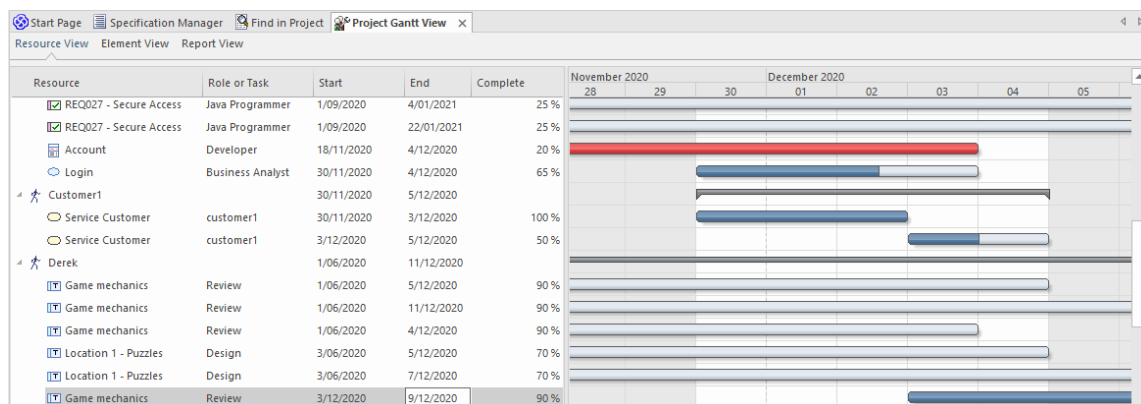 Start Page Specification Manager Find in Project Project Gantt View ×
Resource View Element View Report View
Resource Role or Task Start End Complete November 2020 December 2020
28 29 30 01 02 03 04 05
REQ027 - Secure Access Java Programmer 1/09/2020 4/01/2021 25 %
REQ027 - Secure Access Java Programmer 1/09/2020 22/01/2021 25 %
Account Developer 18/11/2020 4/12/2020 20 %
Login Business Analyst 30/11/2020 4/12/2020 65 %
Customer1 30/11/2020 5/12/2020
Service Customer customer1 30/11/2020 3/12/2020 100 %
Service Customer customer1 3/12/2020 5/12/2020 50 %
Derek 1/06/2020 11/12/2020
Game mechanics Review 1/06/2020 5/12/2020 90 %
Game mechanics Review 1/06/2020 11/12/2020 90 %
Game mechanics Review 1/06/2020 4/12/2020 90 %
Location 1 - Puzzles Design 3/06/2020 5/12/2020 70 %
Location 1 - Puzzles Design 3/06/2020 7/12/2020 70 %
Game mechanics Review 3/12/2020 9/12/2020 90 %